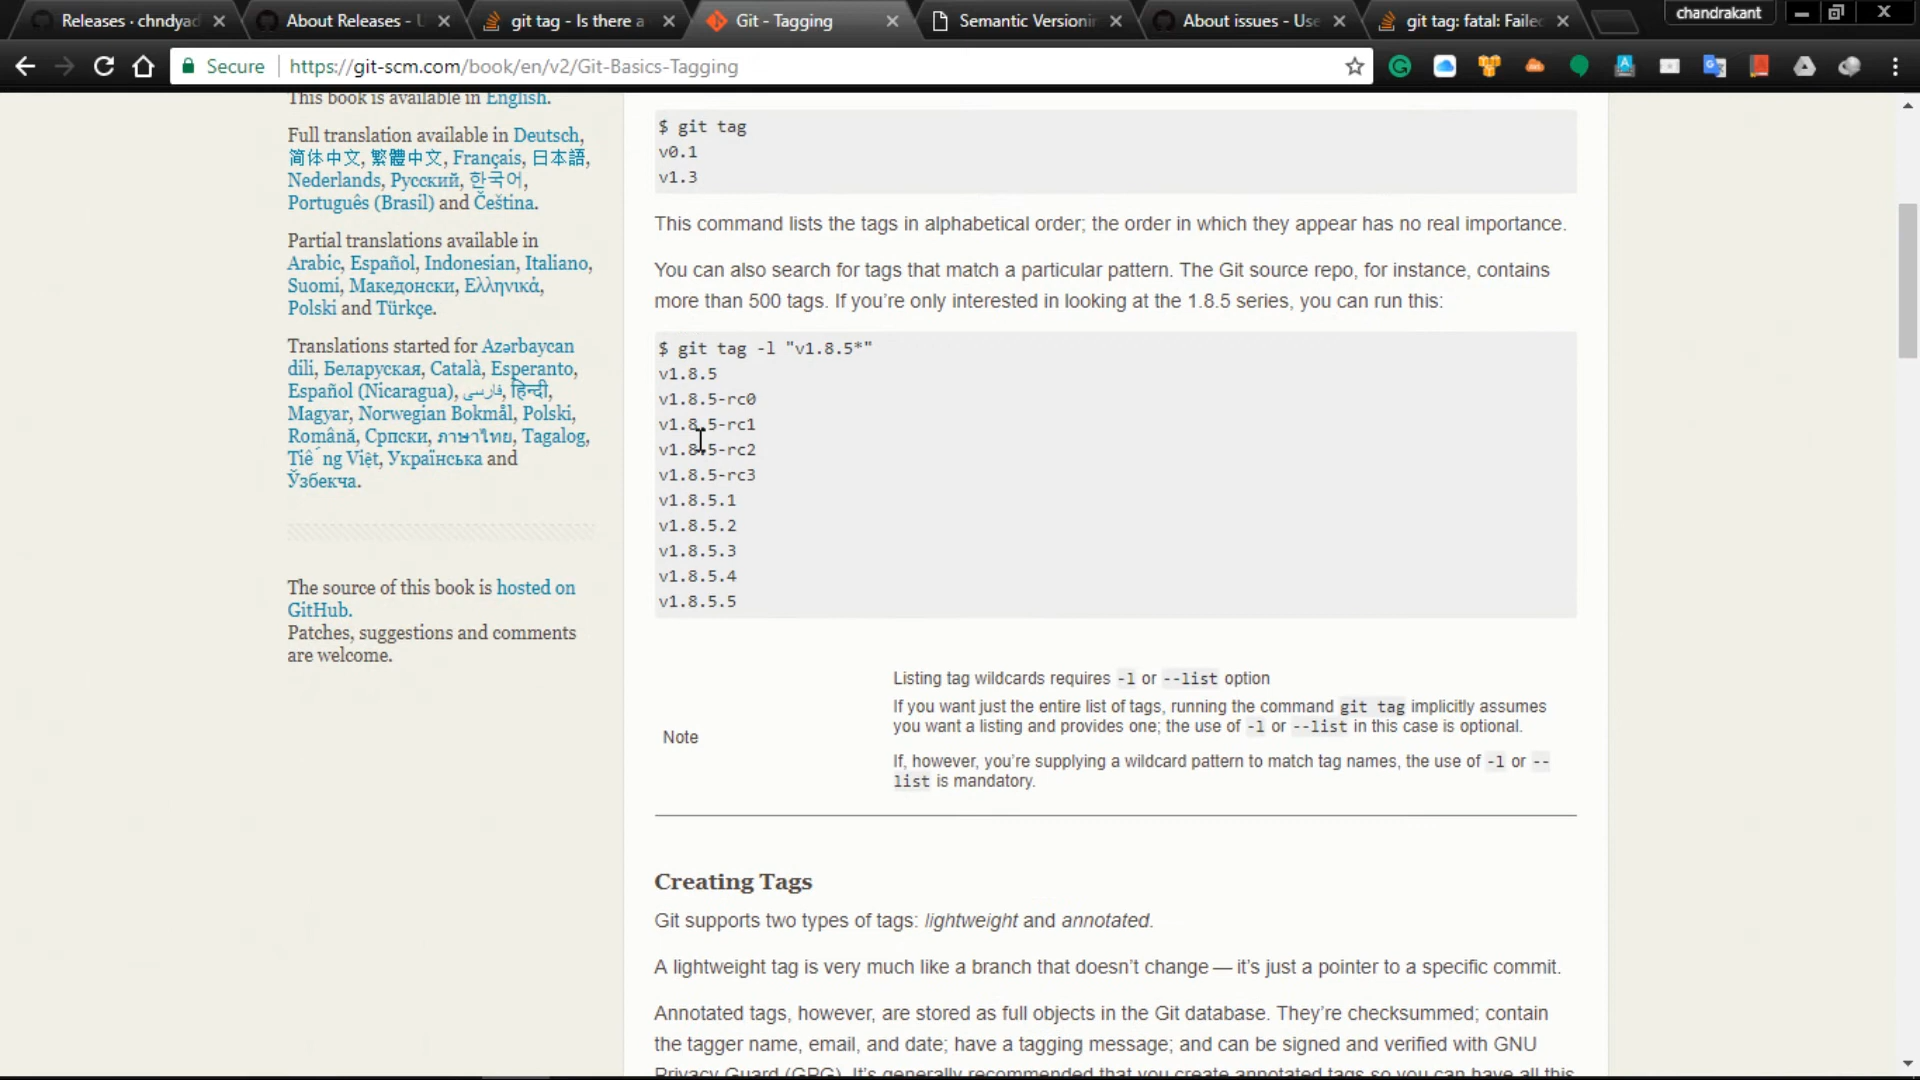 Releases · chndyad
About Releases - U
git tag - Is there a
Git - Tagging
Semantic Versionin
About issues - Use
git tag: fatal: Failed
chandrakant
Secure
https://git-scm.com/book/en/v2/Git-Basics-Tagging
This book is available in English.
Full translation available in Deutsch,
简体中文, 繁體中文, Français, 日本語,
Nederlands, Русский, 한국어,
Português (Brasil) and Čeština.
Partial translations available in
Arabic, Español, Indonesian, Italiano,
Suomi, Македонски, Ελληνικά,
Polski and Türkçe.
Translations started for Azərbaycan
dili, Беларуская, Català, Esperanto,
Español (Nicaragua), فارسی, हिन्दी,
Magyar, Norwegian Bokmål, Polski,
Română, Српски, ภาษาไทย, Tagalog,
Tiếng Việt, Українська and
Ўзбекча.
The source of this book is hosted on
GitHub.
Patches, suggestions and comments
are welcome.
$ git tag
v0.1
v1.3
This command lists the tags in alphabetical order; the order in which they appear has no real importance.
You can also search for tags that match a particular pattern. The Git source repo, for instance, contains
more than 500 tags. If you’re only interested in looking at the 1.8.5 series, you can run this:
$ git tag -l "v1.8.5*"
v1.8.5
v1.8.5-rc0
v1.8.5-rc1
v1.8.5-rc2
v1.8.5-rc3
v1.8.5.1
v1.8.5.2
v1.8.5.3
v1.8.5.4
v1.8.5.5
Note
Listing tag wildcards requires -l or --list option
If you want just the entire list of tags, running the command git tag implicitly assumes
you want a listing and provides one; the use of -l or --list in this case is optional.
If, however, you’re supplying a wildcard pattern to match tag names, the use of -l or --
list is mandatory.
Creating Tags
Git supports two types of tags: lightweight and annotated.
A lightweight tag is very much like a branch that doesn’t change — it’s just a pointer to a specific commit.
Annotated tags, however, are stored as full objects in the Git database. They’re checksummed; contain
the tagger name, email, and date; have a tagging message; and can be signed and verified with GNU
Privacy Guard (GPG). It’s generally recommended that you create annotated tags so you can have all this